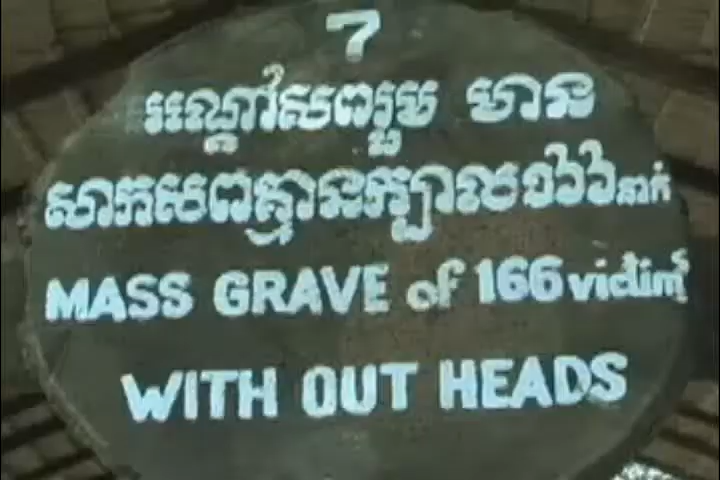 7
រណ្តៅសពរួម មាន
សាកសពគ្មានក្បាល១៦៦នាក់
MASS GRAVE of 166 victims
WITH OUT HEADS